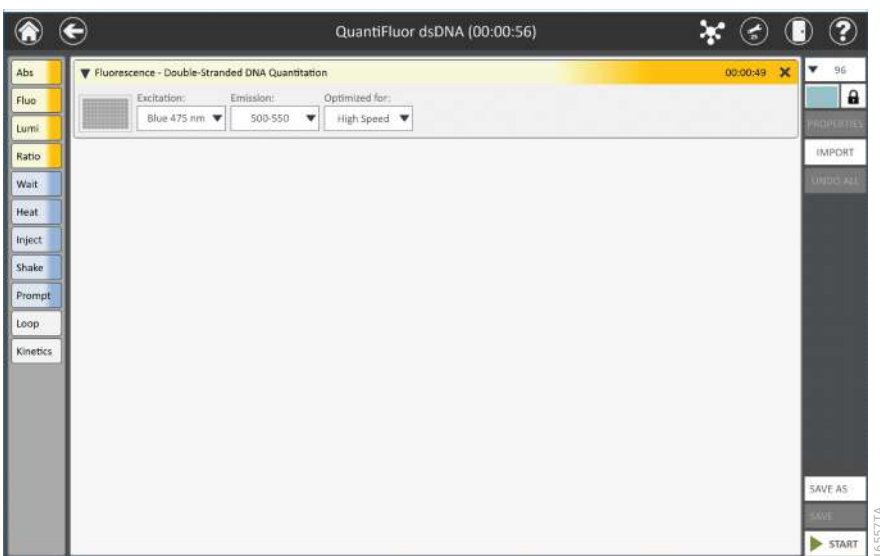 QuantiFluor dsDNA (00:00:56)
Abs
Fluo
Lumi
Ratio
Wait
Heat
Inject
Shake
Prompt
Loop
Kinetics
Fluorescence - Double-Stranded DNA Quantitation
00:00:49
Excitation:
Emission:
Optimized for:
Blue 475 nm
500-550
High Speed
96
PROPERTIES
IMPORT
UNDO ALL
SAVE AS
SAVE
START